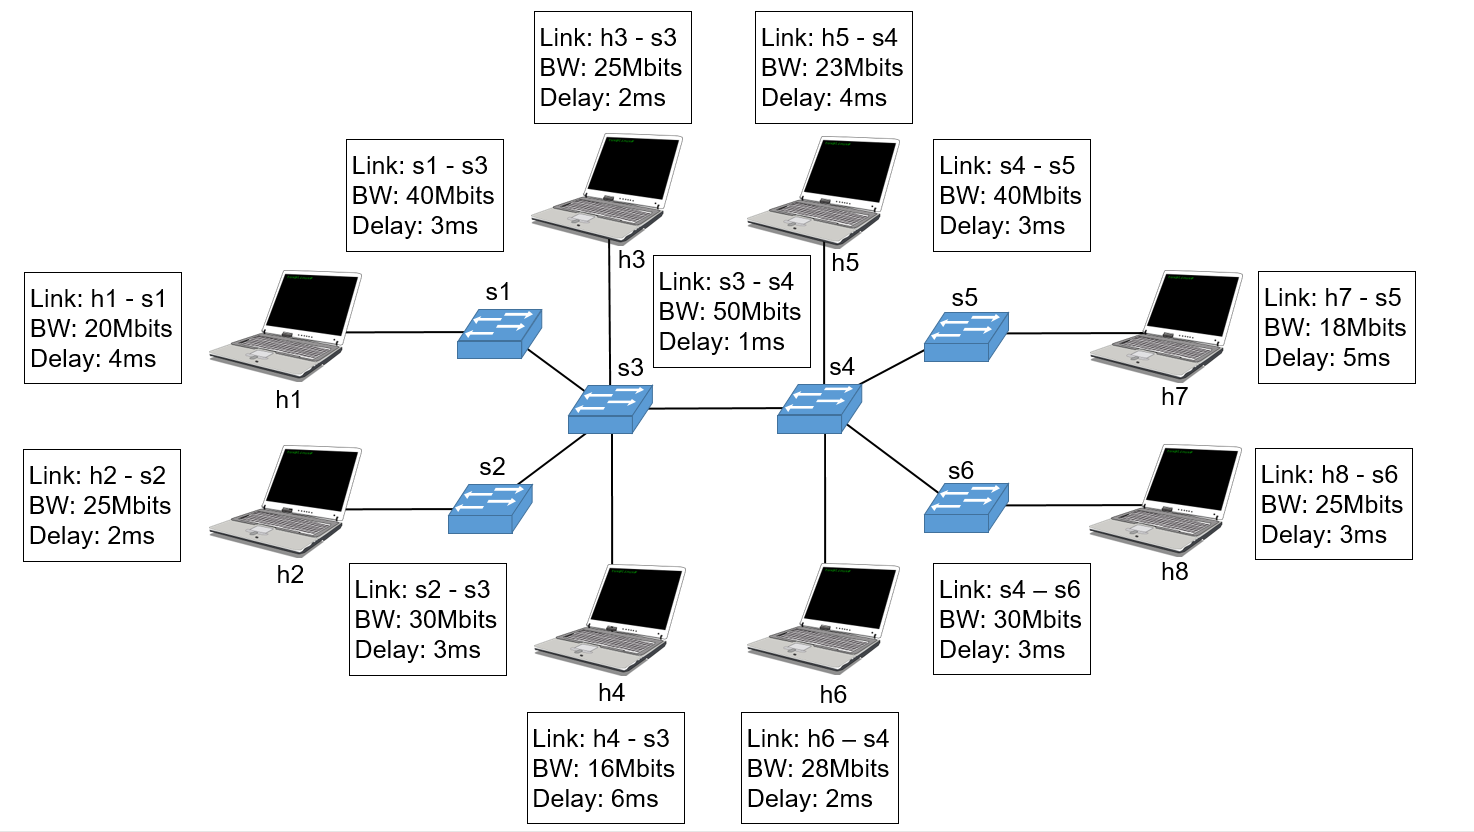 Link: h3 - s3
BW: 25Mbits
Delay: 2ms
Link: h5 - s4
BW: 23Mbits
Delay: 4ms
Link: s1 - s3
BW: 40Mbits
Delay: 3ms
Link: s4 - s5
BW: 40Mbits
Delay: 3ms
h3
h5
Link: s3 - s4
BW: 50Mbits
Delay: 1ms
Link: h1 - s1
BW: 20Mbits
Delay: 4ms
h1
s1
s3
s4
s5
Link: h7 - s5
BW: 18Mbits
Delay: 5ms
h7
Link: h2 - s2
BW: 25Mbits
Delay: 2ms
h2
s2
s6
Link: h8 - s6
BW: 25Mbits
Delay: 3ms
h8
Link: s2 - s3
BW: 30Mbits
Delay: 3ms
Link: s4 – s6
BW: 30Mbits
Delay: 3ms
h4
h6
Link: h4 - s3
BW: 16Mbits
Delay: 6ms
Link: h6 – s4
BW: 28Mbits
Delay: 2ms